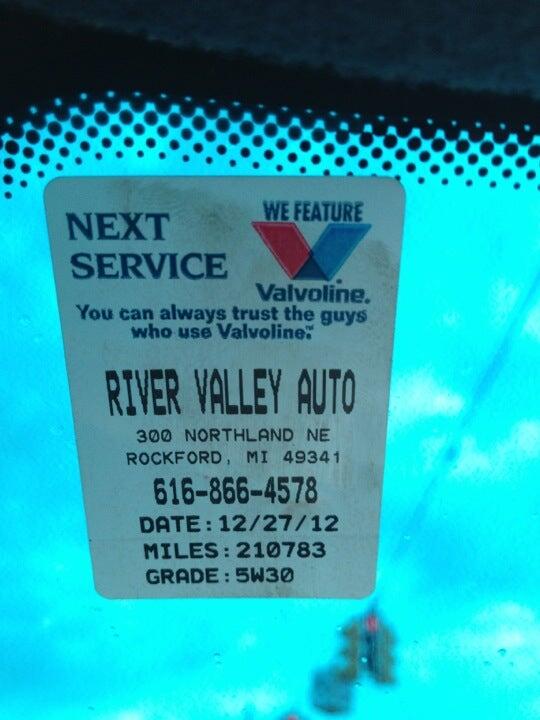 NEXT SERVICE
WE FEATURE
Valvoline.
You can always trust the guys
who use Valvoline.™
RIVER VALLEY AUTO
300 NORTHLAND NE
ROCKFORD, MI 49341
616-866-4578
DATE:12/27/12
MILES:210783
GRADE:5W30